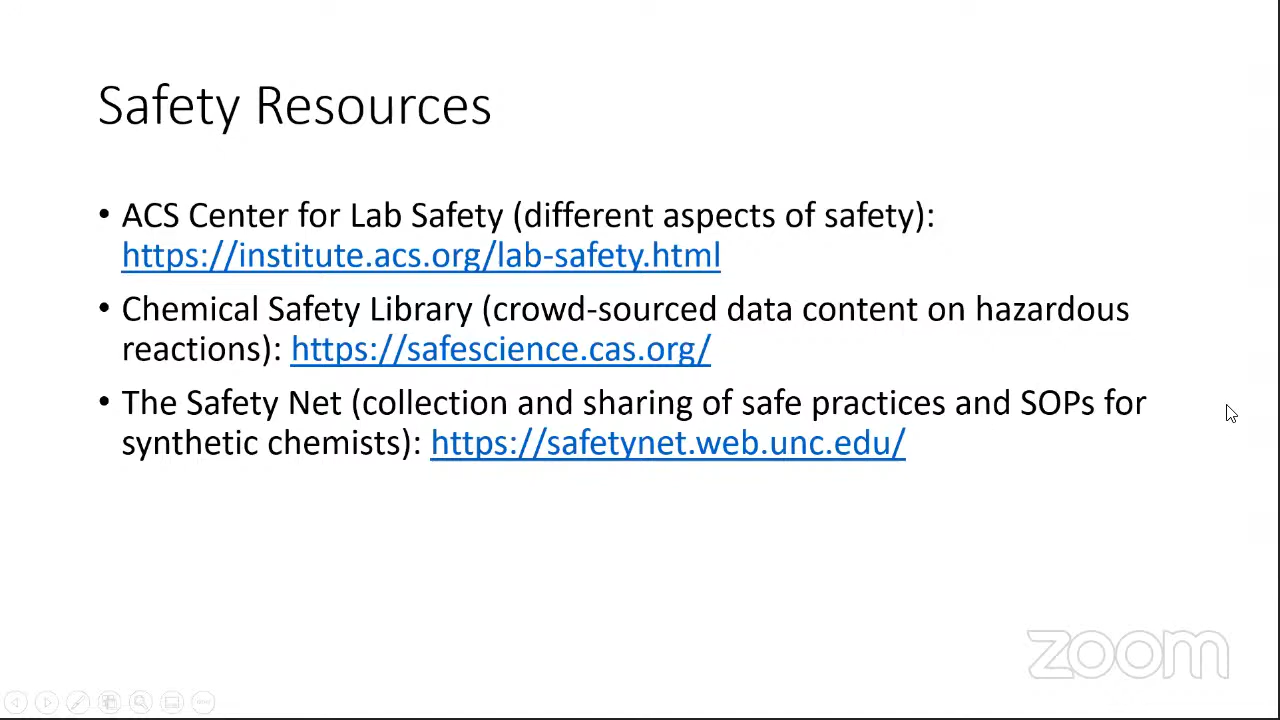 Safety Resources
• ACS Center for Lab Safety (different aspects of safety):
https://institute.acs.org/lab-safety.html
• Chemical Safety Library (crowd-sourced data content on hazardous
reactions): https://safescience.cas.org/
• The Safety Net (collection and sharing of safe practices and SOPs for
synthetic chemists): https://safetynet.web.unc.edu/
zoom